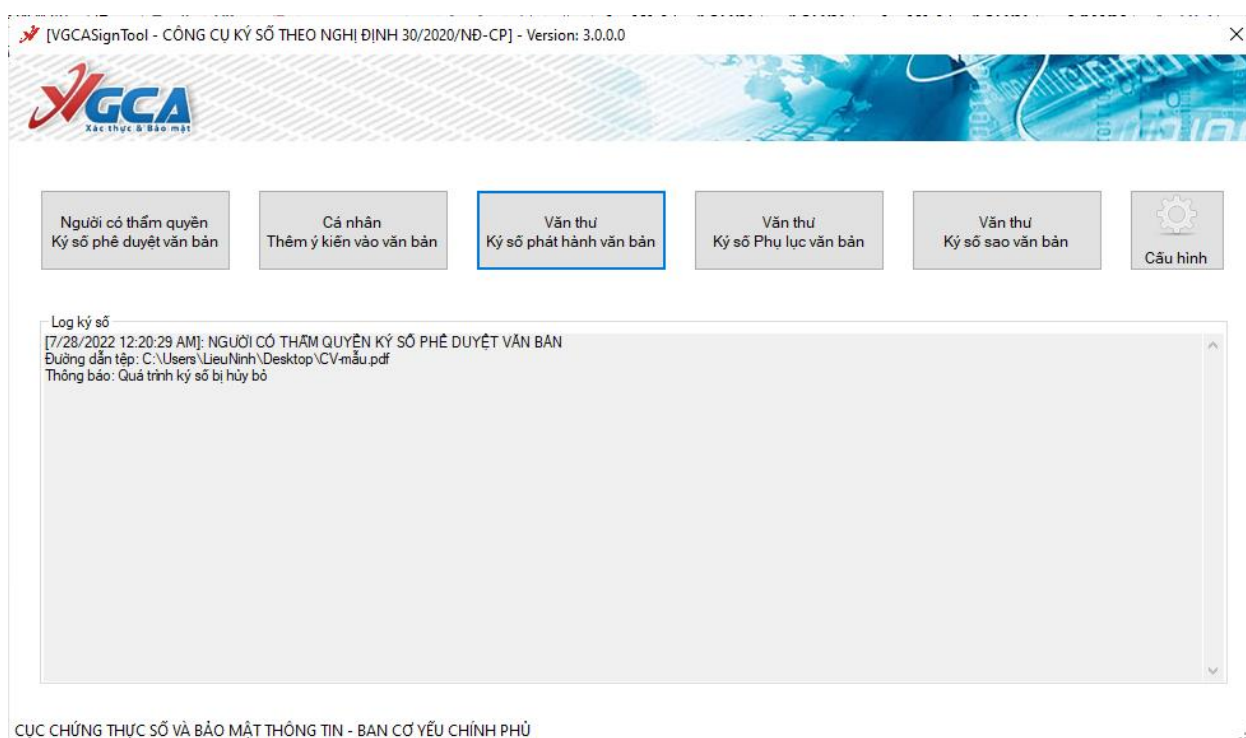 [VGCASignTool - CÔNG CỤ KÝ SỐ THEO NGHỊ ĐỊNH 30/2020/NĐ-CP] - Version: 3.0.0.0
VGCA
Xác thực & Bảo mật
Người có thẩm quyền
Ký số phê duyệt văn bản
Cá nhân
Thêm ý kiến vào văn bản
Văn thư
Ký số phát hành văn bản
Văn thư
Ký số Phụ lục văn bản
Văn thư
Ký số sao văn bản
Cấu hình
Log ký số
[7/28/2022 12:20:29 AM]: NGƯỜI CÓ THẨM QUYỀN KÝ SỐ PHÊ DUYỆT VĂN BẢN
Đường dẫn tệp: C:\Users\LieuNinh\Desktop\CV-mẫu.pdf
Thông báo: Quá trình ký số bị hủy bỏ
CỤC CHỨNG THỰC SỐ VÀ BẢO MẬT THÔNG TIN - BAN CƠ YẾU CHÍNH PHỦ